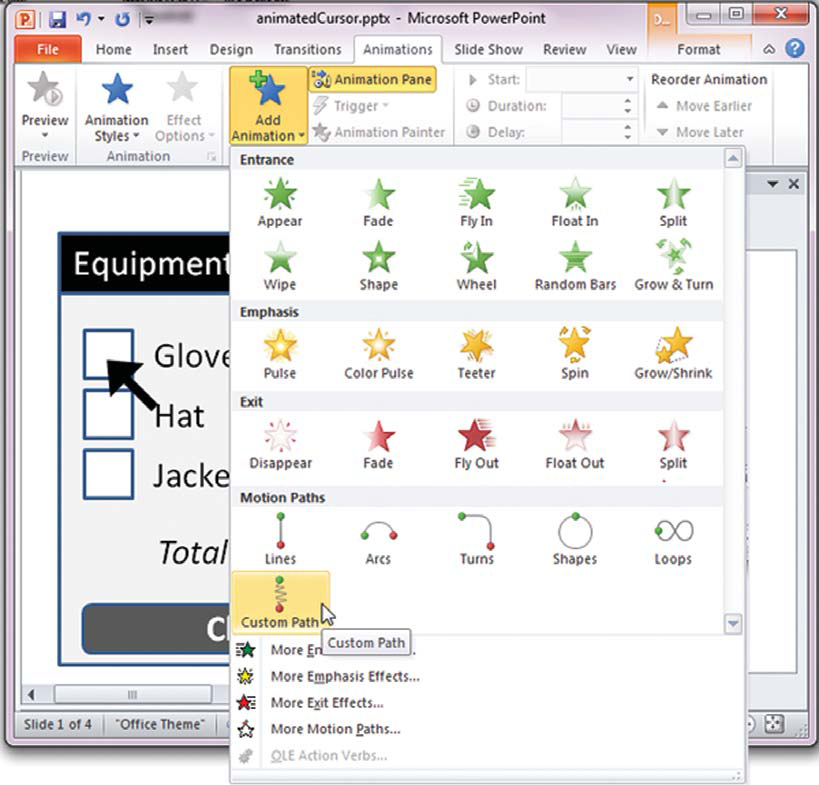 animatedCursor.pptx - Microsoft PowerPoint
D...
File Home Insert Design Transitions Animations Slide Show Review View Format
Preview
Animation Styles
Effect Options
Add Animation
Animation Pane
Trigger
Animation Painter
Start:
Duration:
Delay:
Reorder Animation
Move Earlier
Move Later
Preview
Animation
Entrance
Appear Fade Fly In Float In Split
Wipe Shape Wheel Random Bars Grow & Turn
Emphasis
Pulse Color Pulse Teeter Spin Grow/Shrink
Exit
Disappear Fade Fly Out Float Out Split
Motion Paths
Lines Arcs Turns Shapes Loops
Custom Path
Custom Path
More En
More Emphasis Effects...
More Exit Effects...
More Motion Paths...
OLE Action Verbs...
Equipment
Glove
Hat
Jacke
Total
Slide 1 of 4 "Office Theme"